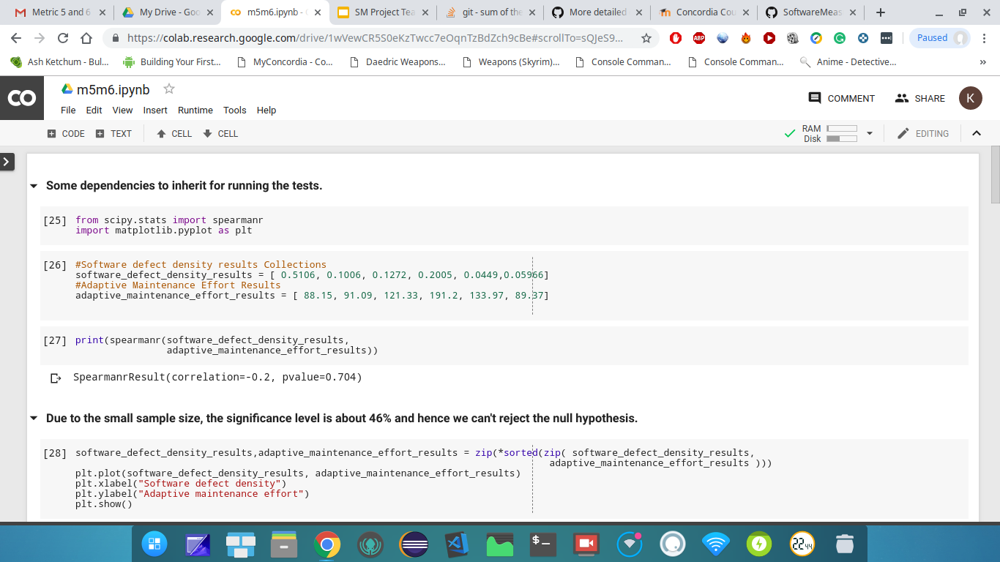 Metric 5 and 6
My Drive - Goo
m5m6.ipynb - C
SM Project Tea
git - sum of the
More detailed
Concordia Cou
SoftwareMeas
https://colab.research.google.com/drive/1wVewCR5S0eKzTwcc7eOqnTzBdZch9cBe#scrollTo=sQJeS9...
ABP
Paused
Ash Ketchum - Bul...
Building Your First...
MyConcordia - Co...
Daedric Weapons...
Weapons (Skyrim)...
Console Comman...
Console Comman...
Anime - Detective...
»
CO
m5m6.ipynb
File Edit View Insert Runtime Tools Help
COMMENT
SHARE
K
CODE TEXT CELL CELL
RAM
Disk
EDITING
Some dependencies to inherit for running the tests.
[25] from scipy.stats import spearmanr
import matplotlib.pyplot as plt
[26] #Software defect density results Collections
software_defect_density_results = [ 0.5106, 0.1006, 0.1272, 0.2005, 0.0449,0.05966]
#Adaptive Maintenance Effort Results
adaptive_maintenance_effort_results = [ 88.15, 91.09, 121.33, 191.2, 133.97, 89.37]
[27] print(spearmanr(software_defect_density_results,
adaptive_maintenance_effort_results))
SpearmanrResult(correlation=-0.2, pvalue=0.704)
Due to the small sample size, the significance level is about 46% and hence we can't reject the null hypothesis.
[28] software_defect_density_results,adaptive_maintenance_effort_results = zip(*sorted(zip( software_defect_density_results,
adaptive_maintenance_effort_results )))
plt.plot(software_defect_density_results, adaptive_maintenance_effort_results)
plt.xlabel("Software defect density")
plt.ylabel("Adaptive maintenance effort")
plt.show()
$ −
22 44